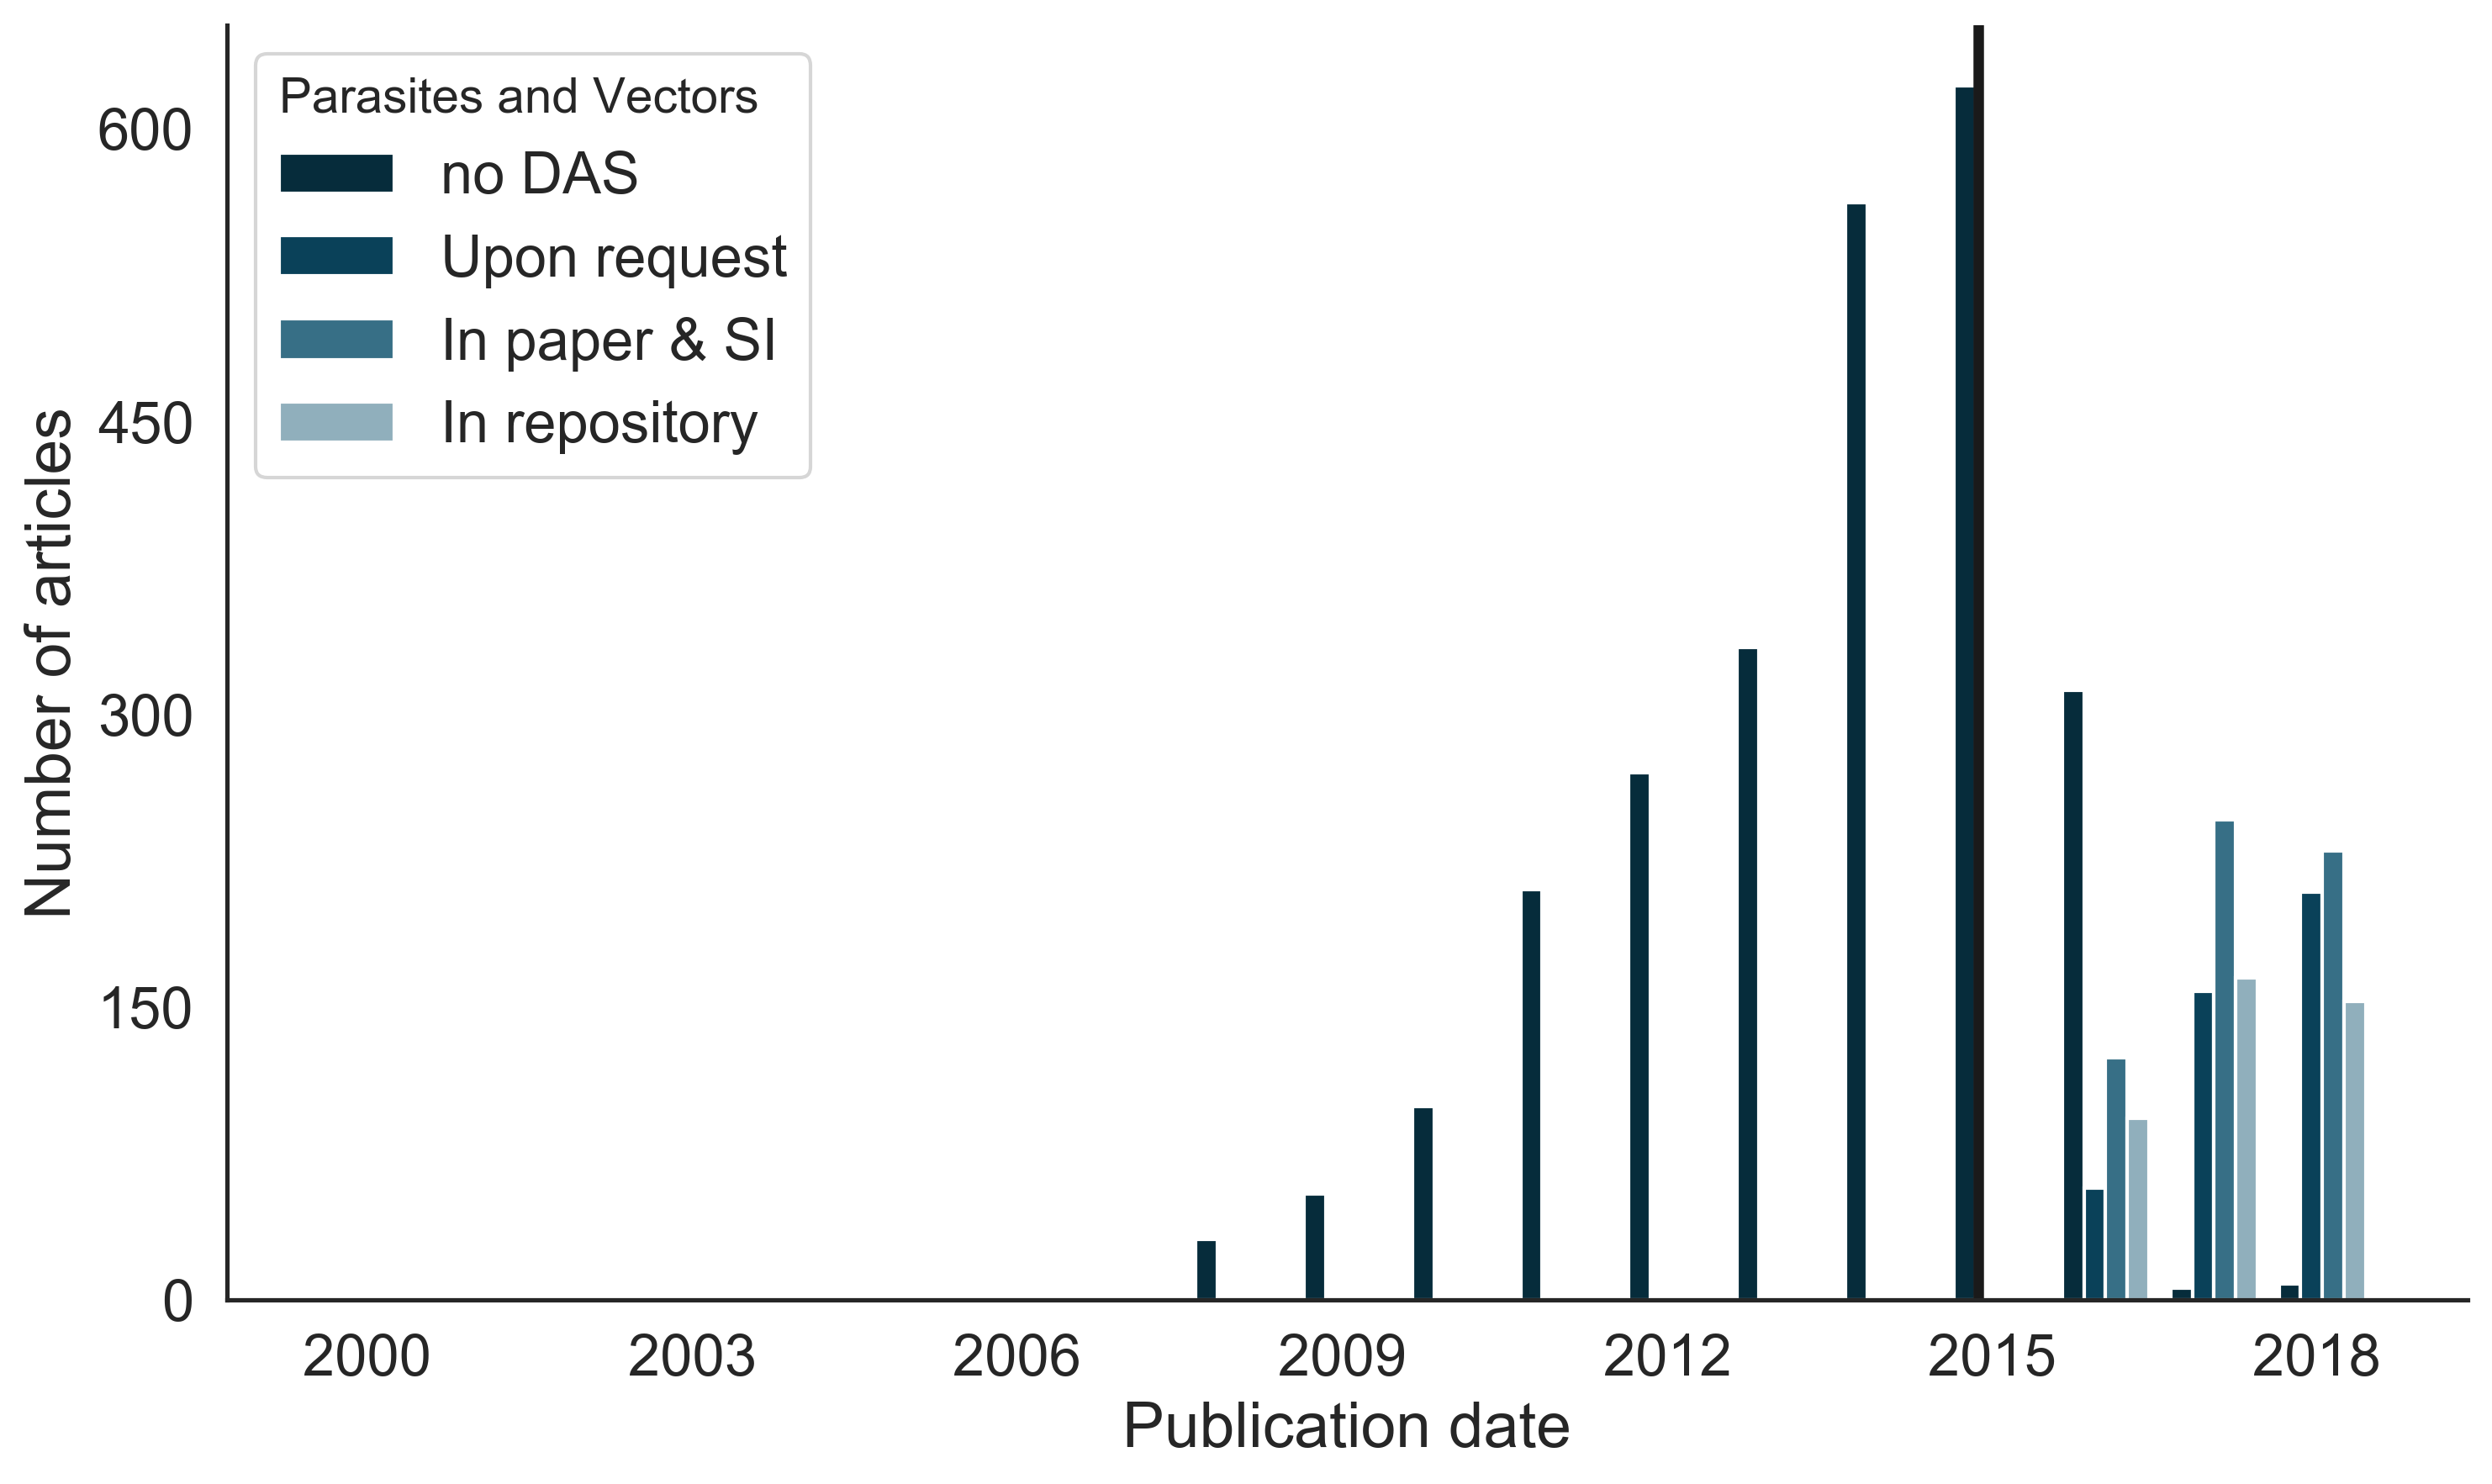 Parasites and Vectors
no DAS
Upon request
In paper & SI
In repository
Number of articles
600
450
300
150
0
2000 2003 2006 2009 2012 2015 2018
Publication date